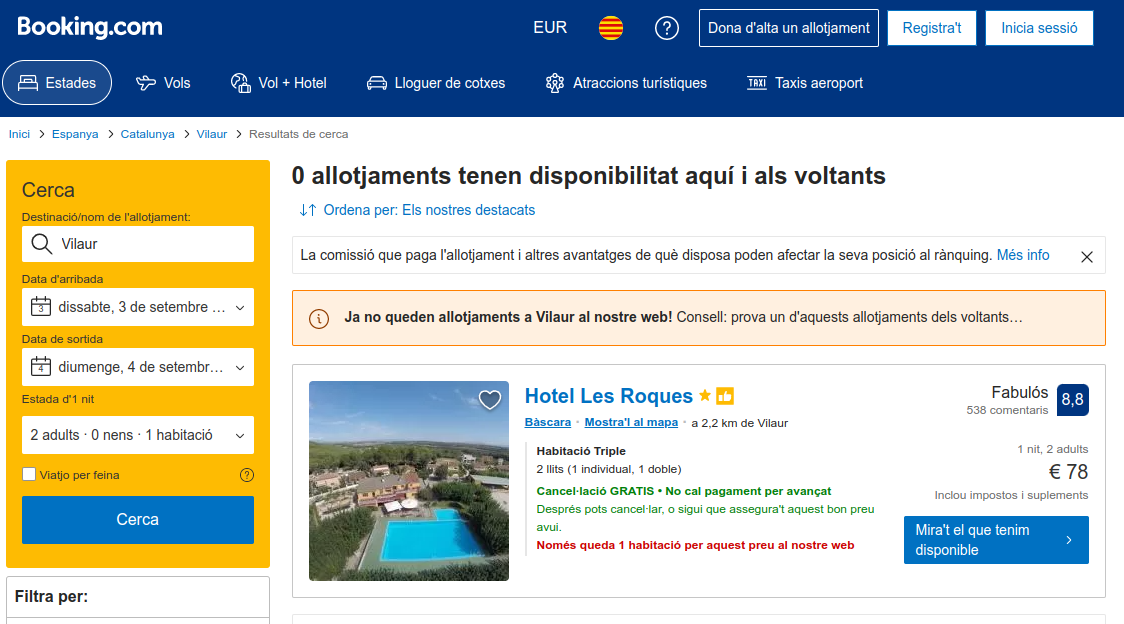 Booking.com
EUR
Dona d'alta un allotjament
Registra't
Inicia sessió
Estades
Vols
Vol + Hotel
Lloguer de cotxes
Atraccions turístiques
TAXI
Taxis aeroport
Inici
Espanya
Catalunya
Vilaur
Resultats de cerca
Cerca
Destinació/nom de l'allotjament:
Vilaur
Data d'arribada
3
dissabte, 3 de setembre ...
Data de sortida
4
diumenge, 4 de setembr...
Estada d'1 nit
2 adults · 0 nens · 1 habitació
Viatjo per feina
Cerca
Filtra per:
0 allotjaments tenen disponibilitat aquí i als voltants
Ordena per: Els nostres destacats
La comissió que paga l'allotjament i altres avantatges de què disposa poden afectar la seva posició al rànquing. Més info
Ja no queden allotjaments a Vilaur al nostre web! Consell: prova un d'aquests allotjaments dels voltants…
Hotel Les Roques
Bàscara · Mostra'l al mapa · a 2,2 km de Vilaur
Habitació Triple
2 llits (1 individual, 1 doble)
Cancel·lació GRATIS • No cal pagament per avançat
Després pots cancel·lar, o sigui que assegura't aquest bon preu
avui.
Només queda 1 habitació per aquest preu al nostre web
Fabulós
538 comentaris
8,8
1 nit, 2 adults
€ 78
Inclou impostos i suplements
Mira't el que tenim
disponible